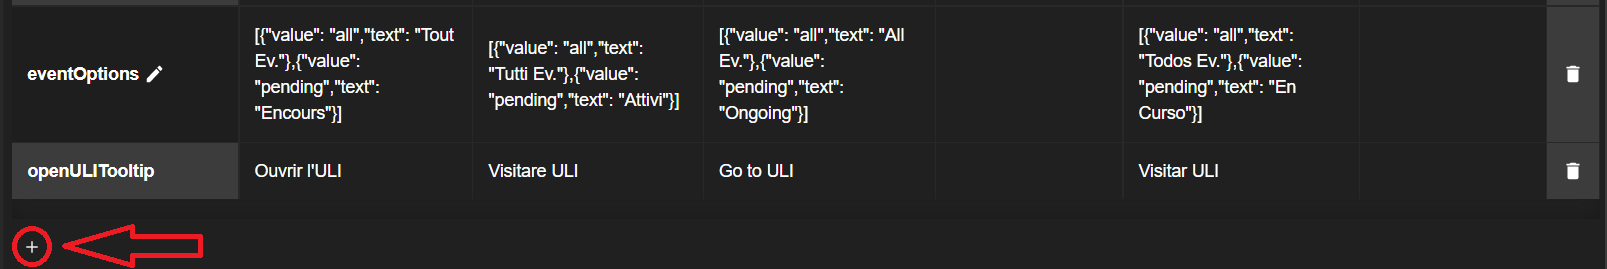 eventOptions
[{"value": "all","text": "Tout
Ev."},{"value":
"pending","text":
"Encours"}]
[{"value": "all","text":
"Tutti Ev."},{"value":
"pending","text": "Attivi"}]
[{"value": "all","text": "All
Ev."},{"value":
"pending","text":
"Ongoing"}]
[{"value": "all","text":
"Todos Ev."},{"value":
"pending","text": "En
Curso"}]
openULITooltip
Ouvrir l'ULI
Visitare ULI
Go to ULI
Visitar ULI
+